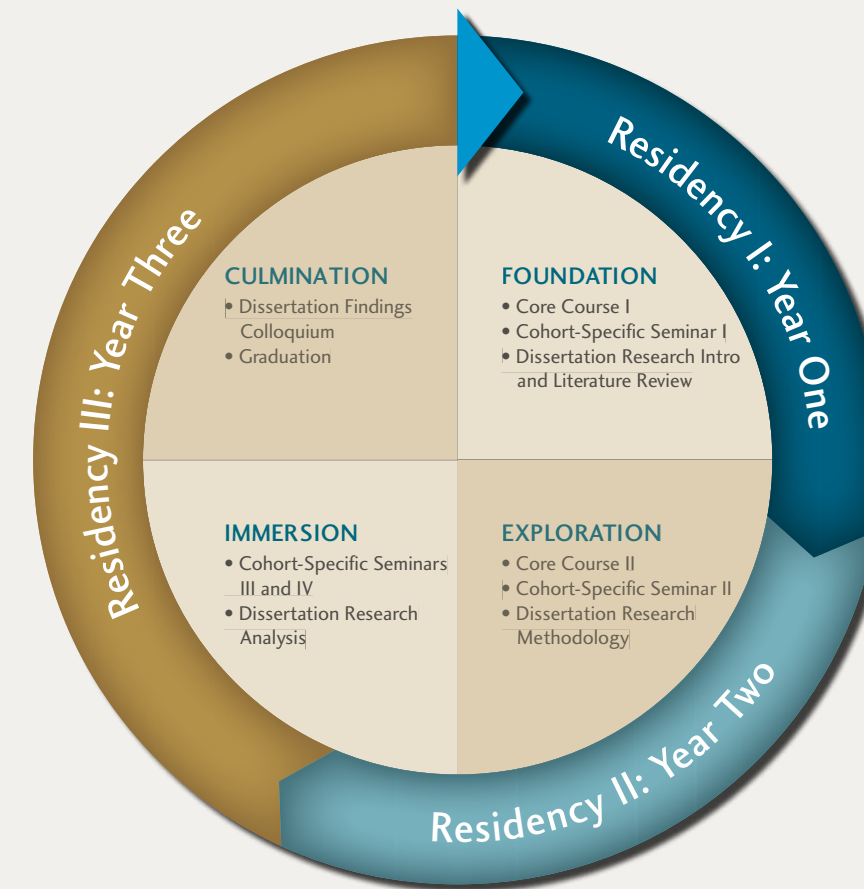 Residency I: Year One
Residency II: Year Two
Residency III: Year Three
FOUNDATION
• Core Course I
• Cohort-Specific Seminar I
• Dissertation Research Intro
and Literature Review
EXPLORATION
• Core Course II
• Cohort-Specific Seminar II
• Dissertation Research
Methodology
IMMERSION
• Cohort-Specific Seminars
III and IV
• Dissertation Research
Analysis
CULMINATION
• Dissertation Findings
Colloquium
• Graduation